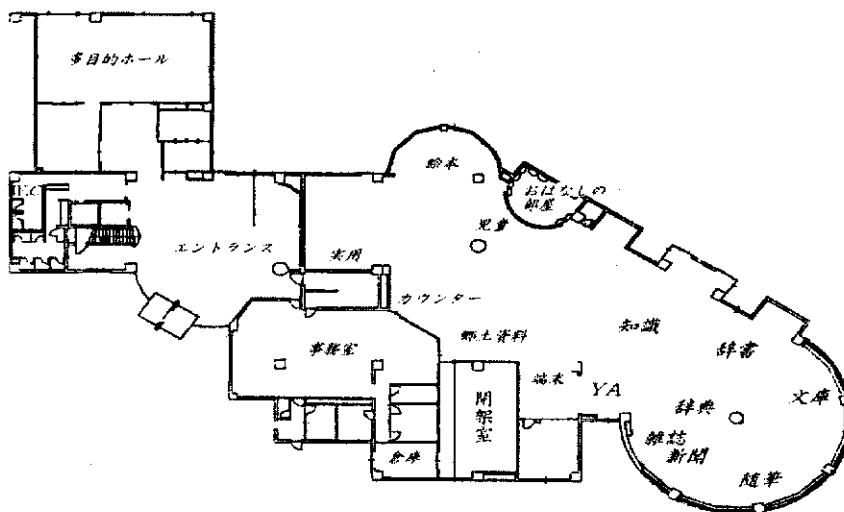 多目的ホール
絵本
おはなしの
部屋
W.C
児童
エントランス
実用
カウンター
郷土資料
知識
事務室
辞書
端末
YA
文庫
開架室
辞典
雑誌
新聞
倉庫
随筆